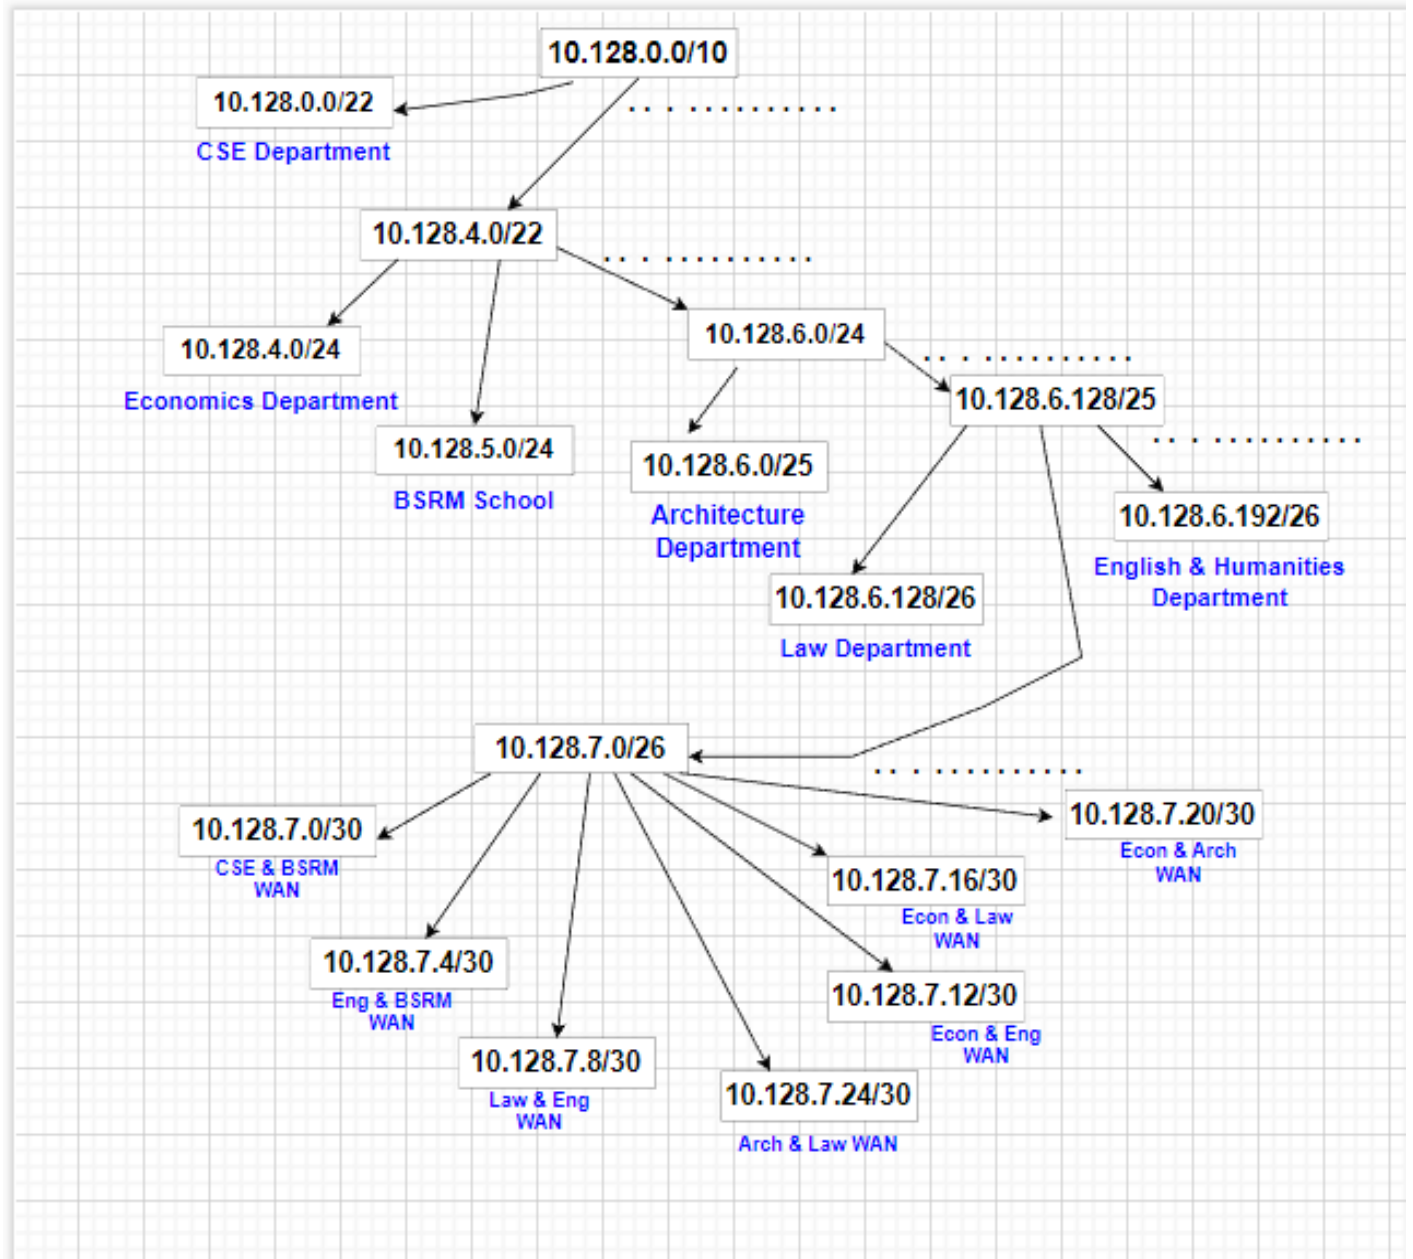 10.128.0.0/10
10.128.0.0/22
. . . . . . . . . . . . .
CSE Department
10.128.4.0/22
. . . . . . . . . . . . .
10.128.6.0/24
10.128.4.0/24
. . . . . . . . . . . . .
Economics Department
10.128.6.128/25
10.128.5.0/24
. . . . . . . . . . . . .
BSRM School
10.128.6.0/25
Architecture
Department
10.128.6.192/26
English & Humanities
Department
10.128.6.128/26
Law Department
10.128.7.0/26
. . . . . . . . . . . . .
10.128.7.0/30
CSE & BSRM
WAN
10.128.7.20/30
Econ & Arch
WAN
10.128.7.16/30
Econ & Law
WAN
10.128.7.4/30
Eng & BSRM
WAN
10.128.7.12/30
Econ & Eng
WAN
10.128.7.8/30
Law & Eng
WAN
10.128.7.24/30
Arch & Law WAN